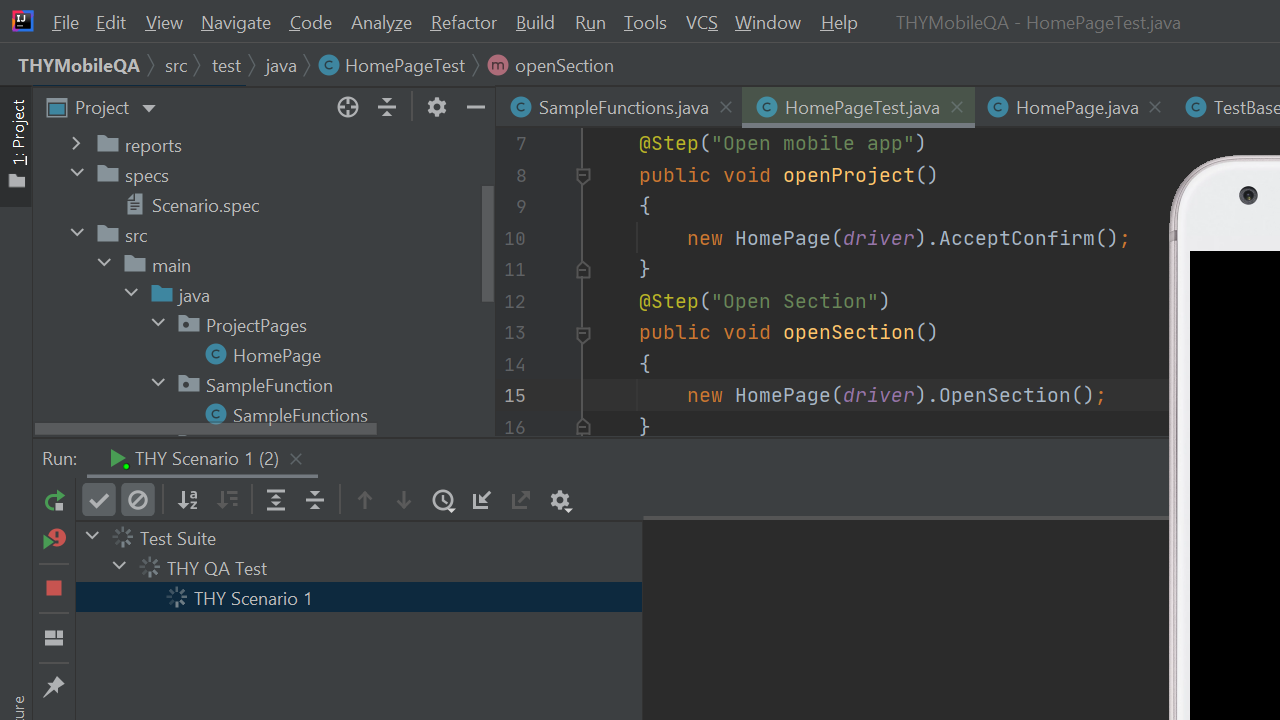 File Edit View Navigate Code Analyze Refactor Build Run Tools VCS Window Help THYMobileQA - HomePageTest.java
THYMobileQA src test java C HomePageTest m openSection
1: Project
Project
C SampleFunctions.java C HomePageTest.java C HomePage.java C TestBase
reports
specs
Scenario.spec
src
main
java
ProjectPages
C HomePage
SampleFunction
C SampleFunctions
7 @Step("Open mobile app")
8 public void openProject()
9 {
10 new HomePage(driver).AcceptConfirm();
11 }
12 @Step("Open Section")
13 public void openSection()
14 {
15 new HomePage(driver).OpenSection();
16 }
Run: THY Scenario 1 (2)
Test Suite
THY QA Test
THY Scenario 1
ture